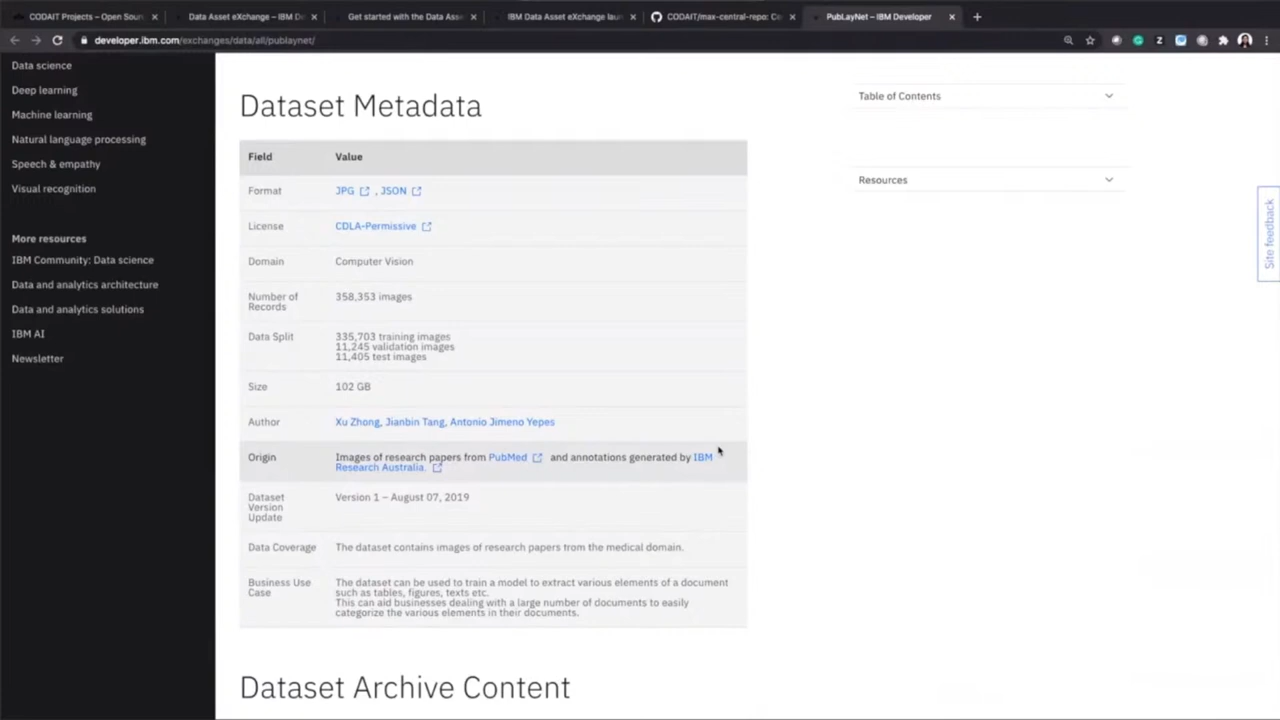 CODAIT Projects – Open Sour
Data Asset eXchange – IBM D
Get started with the Data Ass
IBM Data Asset eXchange lau
CODAIT/max-central-repo: Ce
PubLayNet – IBM Developer
developer.ibm.com/exchanges/data/all/publaynet/
Data science
Deep learning
Machine learning
Natural language processing
Speech & empathy
Visual recognition
More resources
IBM Community: Data science
Data and analytics architecture
Data and analytics solutions
IBM AI
Newsletter
Dataset Metadata
Field Value
Format JPG , JSON
License CDLA-Permissive
Domain Computer Vision
Number of
Records
358,353 images
Data Split 335,703 training images
11,245 validation images
11,405 test images
Size 102 GB
Author Xu Zhong, Jianbin Tang, Antonio Jimeno Yepes
Origin Images of research papers from PubMed and annotations generated by IBM
Research Australia.
Dataset
Version
Update
Version 1 – August 07, 2019
Data Coverage The dataset contains images of research papers from the medical domain.
Business Use
Case
The dataset can be used to train a model to extract various elements of a document
such as tables, figures, texts etc.
This can aid businesses dealing with a large number of documents to easily
categorize the various elements in their documents.
Dataset Archive Content
Table of Contents
Resources
Site feedback